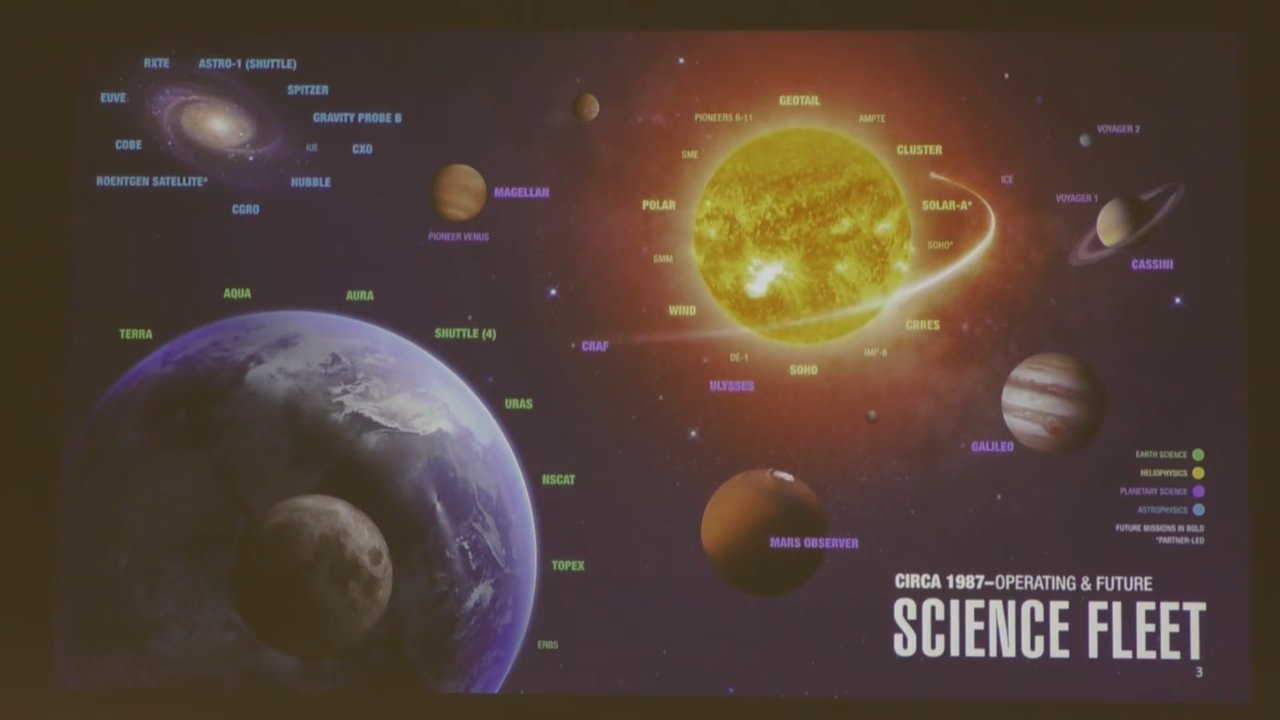 RXTE
ASTRO-1 (SHUTTLE)
SPITZER
EUVE
GRAVITY PROBE B
COBE
IUE
CXO
ROENTGEN SATELLITE*
HUBBLE
CGRO
MAGELLAN
PIONEER VENUS
GEOTAIL
PIONEERS 6-11
AMPTE
SME
CLUSTER
ICE
POLAR
SOLAR-A*
SOHO*
SMM
WIND
CRRES
CRAF
DE-1
IMP-8
SOHO
ULYSSES
VOYAGER 2
VOYAGER 1
CASSINI
GALILEO
AQUA
AURA
TERRA
SHUTTLE (4)
URAS
NSCAT
TOPEX
ERBS
MARS OBSERVER
EARTH SCIENCE
HELIOPHYSICS
PLANETARY SCIENCE
ASTROPHYSICS
FUTURE MISSIONS IN BOLD
*PARTNER-LED
CIRCA 1987–OPERATING & FUTURE
SCIENCE FLEET
3